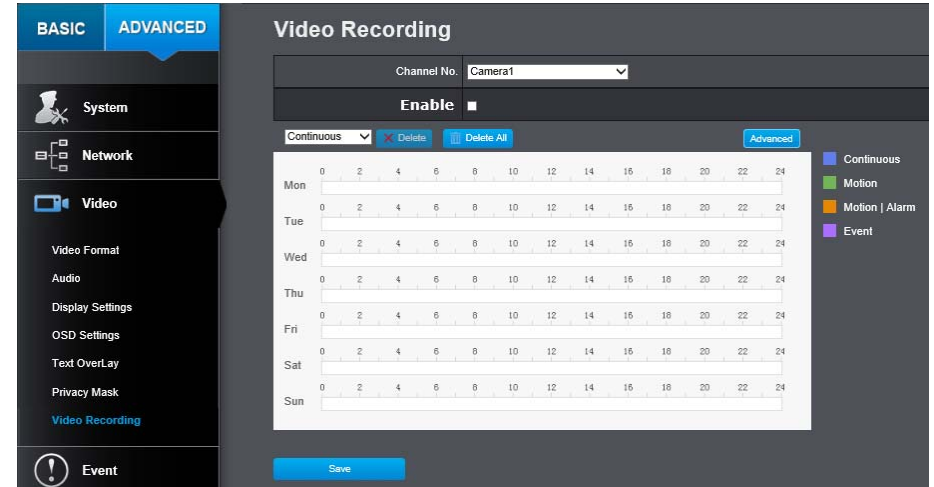 BASIC ADVANCED
Video Recording
Channel No. Camera1
Enable
Continuous Delete Delete All Advanced
System
Network
Video
Video Format
Audio
Display Settings
OSD Settings
Text OverLay
Privacy Mask
Video Recording
Event
0 2 4 6 8 10 12 14 16 18 20 22 24
Mon
0 2 4 6 8 10 12 14 16 18 20 22 24
Tue
0 2 4 6 8 10 12 14 16 18 20 22 24
Wed
0 2 4 6 8 10 12 14 16 18 20 22 24
Thu
0 2 4 6 8 10 12 14 16 18 20 22 24
Fri
0 2 4 6 8 10 12 14 16 18 20 22 24
Sat
0 2 4 6 8 10 12 14 16 18 20 22 24
Sun
Continuous
Motion
Motion | Alarm
Event
Save